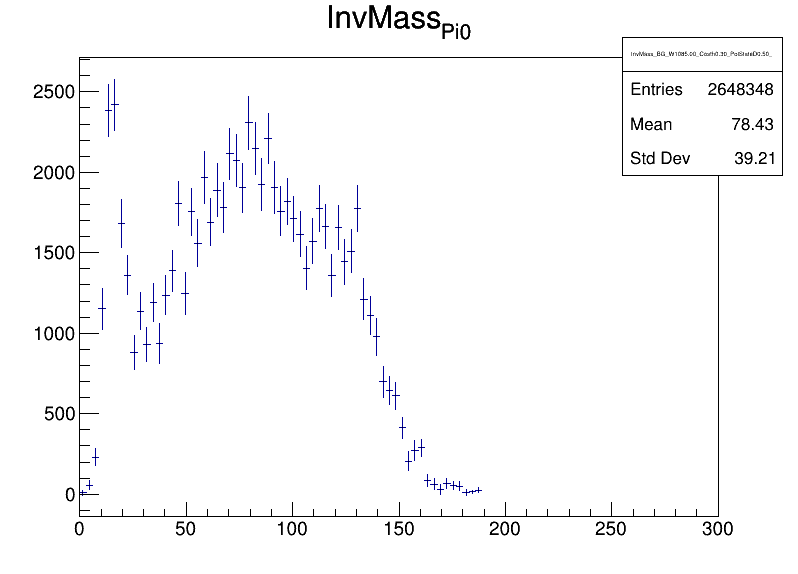 InvMass_Pi0
InvMass_BG_W1085.00_Costh0.30_PolStateD0.50_
Entries 2648348
Mean 78.43
Std Dev 39.21
2500
2000
1500
1000
500
0
0 50 100 150 200 250 300